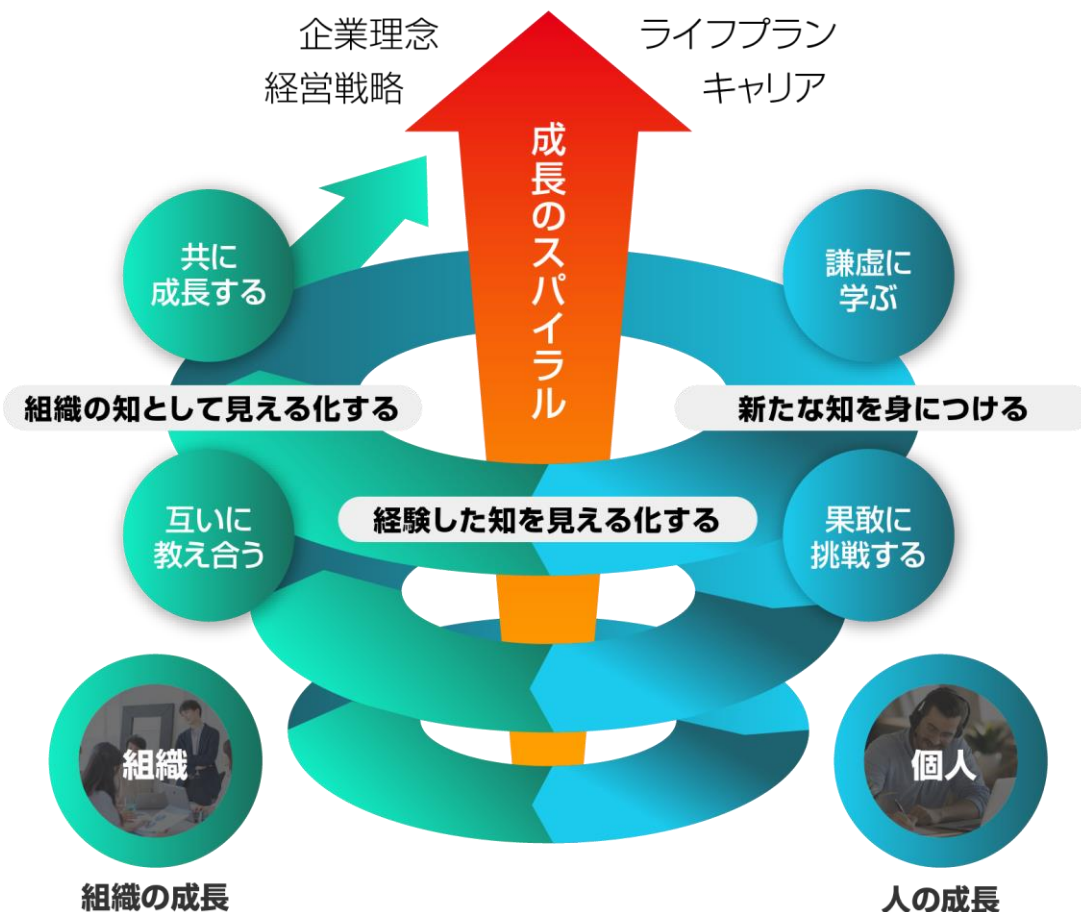 企業理念
経営戦略
ライフプラン
キャリア
成長のスパイラル
共に
成長する
謙虚に
学ぶ
組織の知として見える化する
新たな知を身につける
互いに
教え合う
経験した知を見える化する
果敢に
挑戦する
組織
個人
組織の成長
人の成長